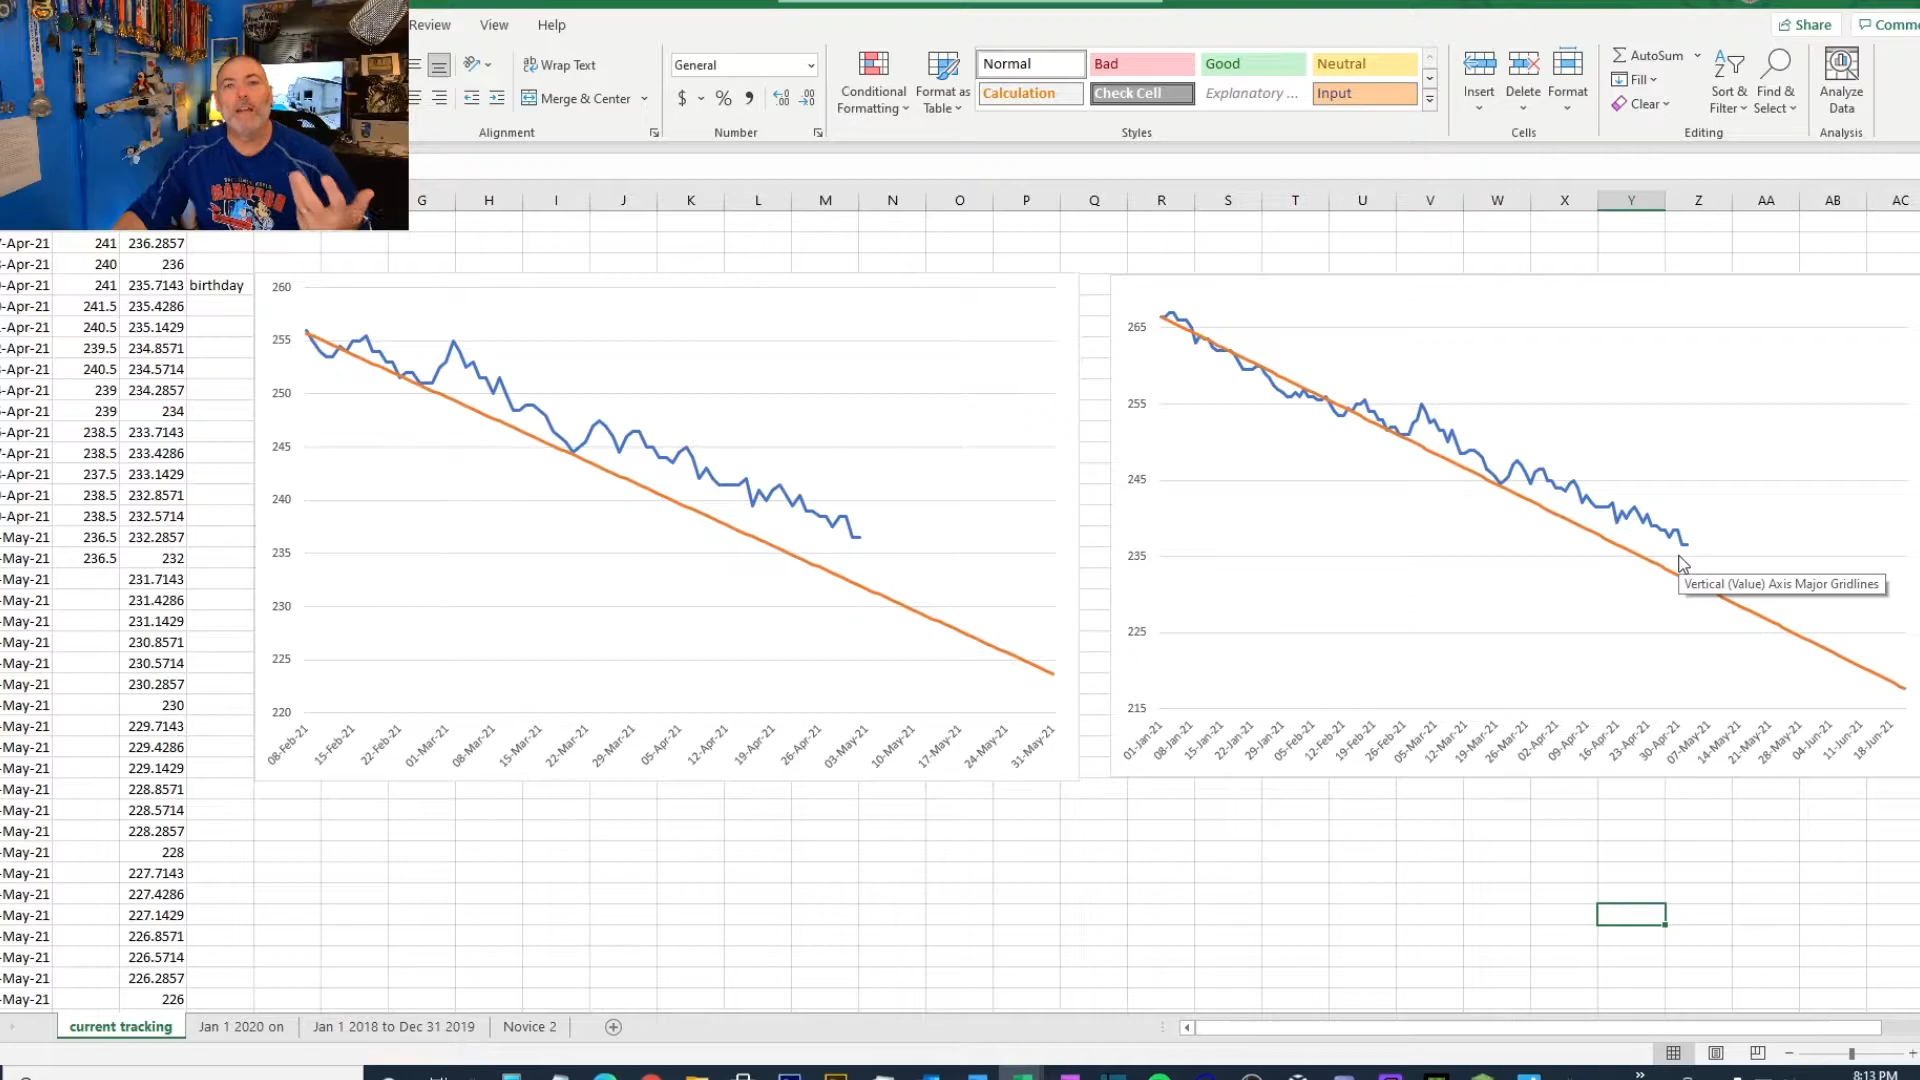 Review View Help
Share Comme
Wrap Text General
Normal Bad Good Neutral
Calculation Check Cell Explanatory ... Input
Merge & Center $ % 9
Conditional Formatting Format as Table
Insert Delete Format
AutoSum
Fill
Clear
Sort & Filter Find & Select Analyze Data
Alignment Number Styles Cells Editing Analysis
G H I J K L M N O P Q R S T U V W X Y Z AA AB AC
7-Apr-21 241 236.2857
-Apr-21 240 236
-Apr-21 241 235.7143 birthday
-Apr-21 241.5 235.4286
-Apr-21 240.5 235.1429
-Apr-21 239.5 234.8571
-Apr-21 240.5 234.5714
-Apr-21 239 234.2857
-Apr-21 239 234
-Apr-21 238.5 233.7143
-Apr-21 238.5 233.4286
-Apr-21 237.5 233.1429
-Apr-21 238.5 232.8571
-Apr-21 238.5 232.5714
-May-21 236.5 232.2857
-May-21 236.5 232
-May-21 231.7143
-May-21 231.4286
-May-21 231.1429
-May-21 230.8571
-May-21 230.5714
-May-21 230.2857
-May-21 230
-May-21 229.7143
-May-21 229.4286
-May-21 229.1429
-May-21 228.8571
-May-21 228.5714
-May-21 228.2857
-May-21 228
-May-21 227.7143
-May-21 227.4286
-May-21 227.1429
-May-21 226.8571
-May-21 226.5714
-May-21 226.2857
-May-21 226
260
255
250
245
240
235
230
225
220
08-Feb-21 15-Feb-21 22-Feb-21 01-Mar-21 08-Mar-21 15-Mar-21 22-Mar-21 29-Mar-21 05-Apr-21 12-Apr-21 19-Apr-21 26-Apr-21 03-May-21 10-May-21 17-May-21 24-May-21 31-May-21
265
255
245
235
225
215
Vertical (Value) Axis Major Gridlines
01-Jan-21 08-Jan-21 15-Jan-21 22-Jan-21 29-Jan-21 05-Feb-21 12-Feb-21 19-Feb-21 26-Feb-21 05-Mar-21 12-Mar-21 19-Mar-21 26-Mar-21 02-Apr-21 09-Apr-21 16-Apr-21 23-Apr-21 30-Apr-21 07-May-21 14-May-21 21-May-21 28-May-21 04-Jun-21 11-Jun-21 18-Jun-21
current tracking Jan 1 2020 on Jan 1 2018 to Dec 31 2019 Novice 2
8:13 PM